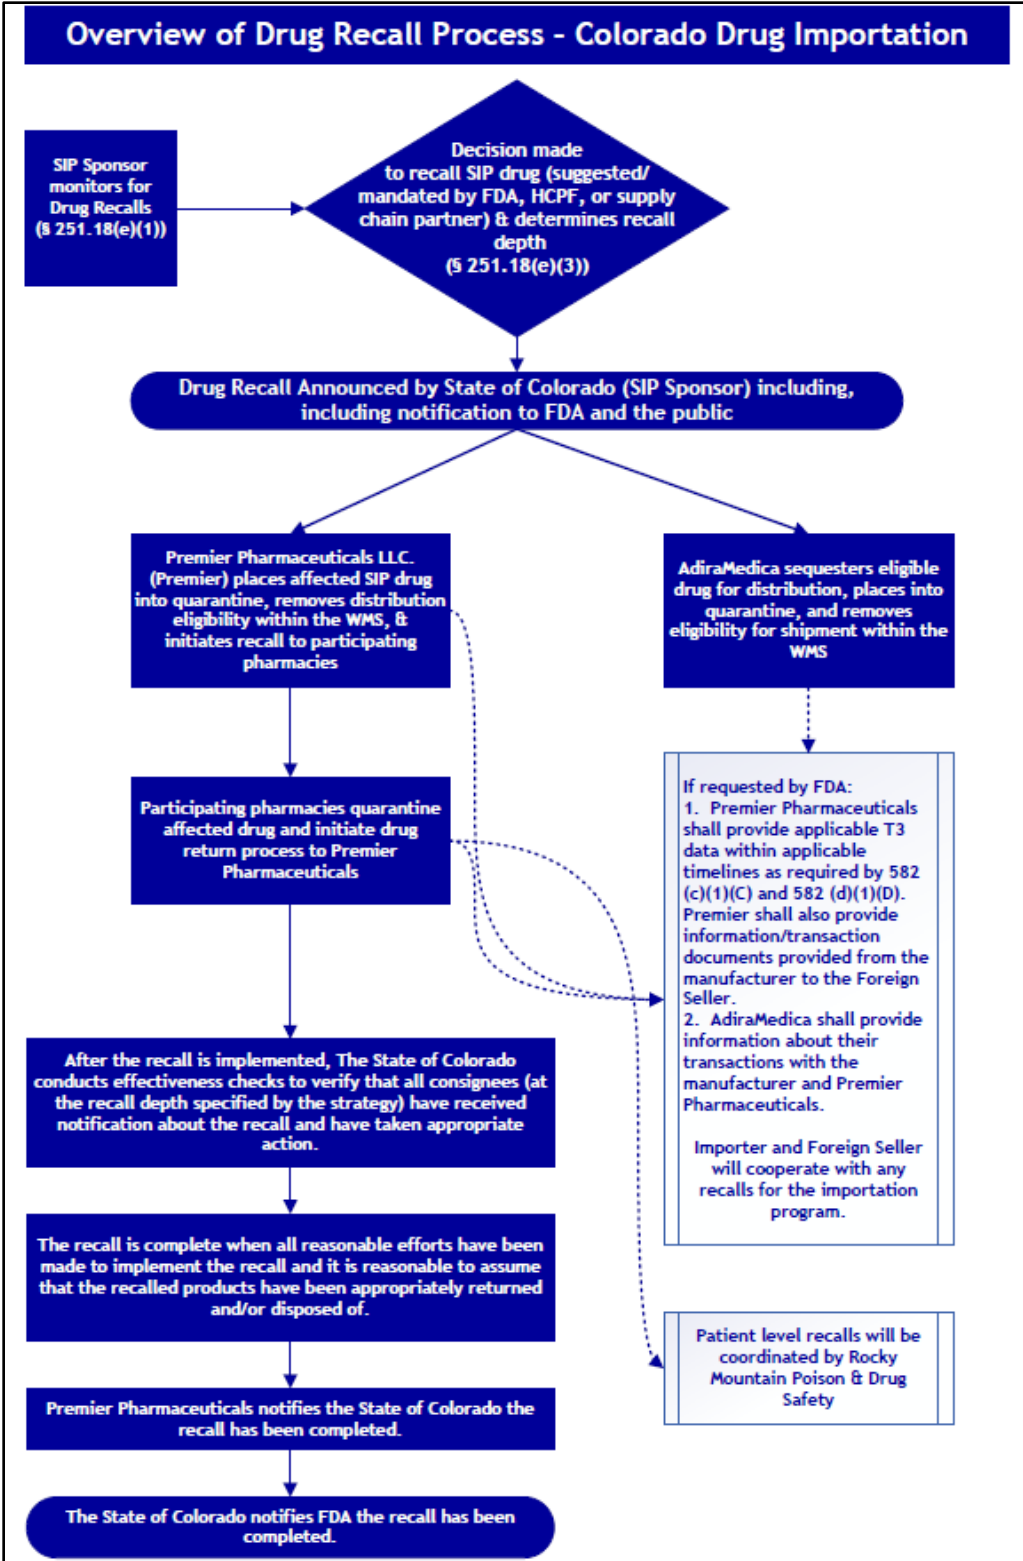 Overview of Drug Recall Process - Colorado Drug Importation
SIP Sponsor
monitors for
Drug Recalls
(§ 251.18(e)(1))
Decision made
to recall SIP drug (suggested/
mandated by FDA, HCPF, or supply
chain partner) & determines recall
depth
(§ 251.18(e)(3))
Drug Recall Announced by State of Colorado (SIP Sponsor) including,
including notification to FDA and the public
Premier Pharmaceuticals LLC.
(Premier) places affected SIP drug
into quarantine, removes distribution
eligibility within the WMS, &
initiates recall to participating
pharmacies
AdiraMedica sequesters eligible
drug for distribution, places into
quarantine, and removes
eligibility for shipment within the
WMS
Participating pharmacies quarantine
affected drug and initiate drug
return process to Premier
Pharmaceuticals
If requested by FDA:
1. Premier Pharmaceuticals
shall provide applicable T3
data within applicable
timelines as required by 582
(c)(1)(C) and 582 (d)(1)(D).
Premier shall also provide
information/transaction
documents provided from the
manufacturer to the Foreign
Seller.
2. AdiraMedica shall provide
information about their
transactions with the
manufacturer and Premier
Pharmaceuticals.
Importer and Foreign Seller
will cooperate with any
recalls for the importation
program.
After the recall is implemented, The State of Colorado
conducts effectiveness checks to verify that all consignees (at
the recall depth specified by the strategy) have received
notification about the recall and have taken appropriate
action.
The recall is complete when all reasonable efforts have been
made to implement the recall and it is reasonable to assume
that the recalled products have been appropriately returned
and/or disposed of.
Patient level recalls will be
coordinated by Rocky
Mountain Poison & Drug
Safety
Premier Pharmaceuticals notifies the State of Colorado the
recall has been completed.
The State of Colorado notifies FDA the recall has been
completed.